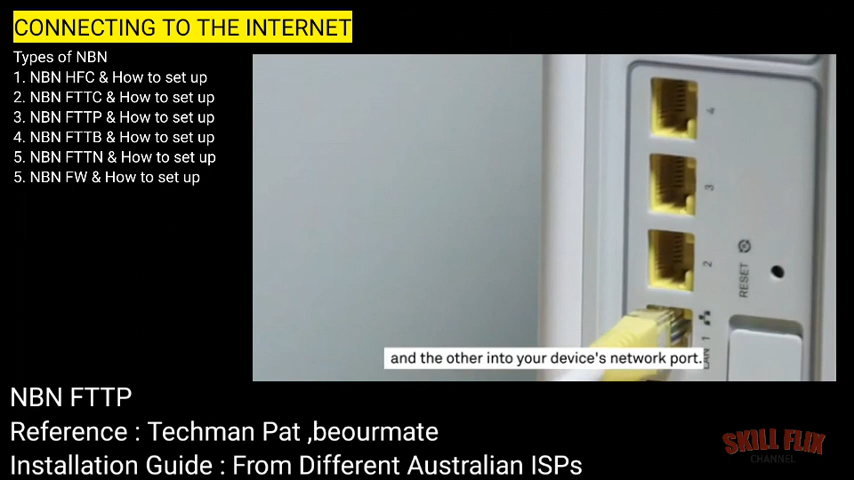 CONNECTING TO THE INTERNET
Types of NBN
1. NBN HFC & How to set up
2. NBN FTTC & How to set up
3. NBN FTTP & How to set up
4. NBN FTTB & How to set up
5. NBN FTTN & How to set up
5. NBN FW & How to set up
4
3
2
RESET
LAN 1
and the other into your device's network port.
NBN FTTP
Reference : Techman Pat ,beourmate
Installation Guide : From Different Australian ISPs
SKILL FLIX
CHANNEL